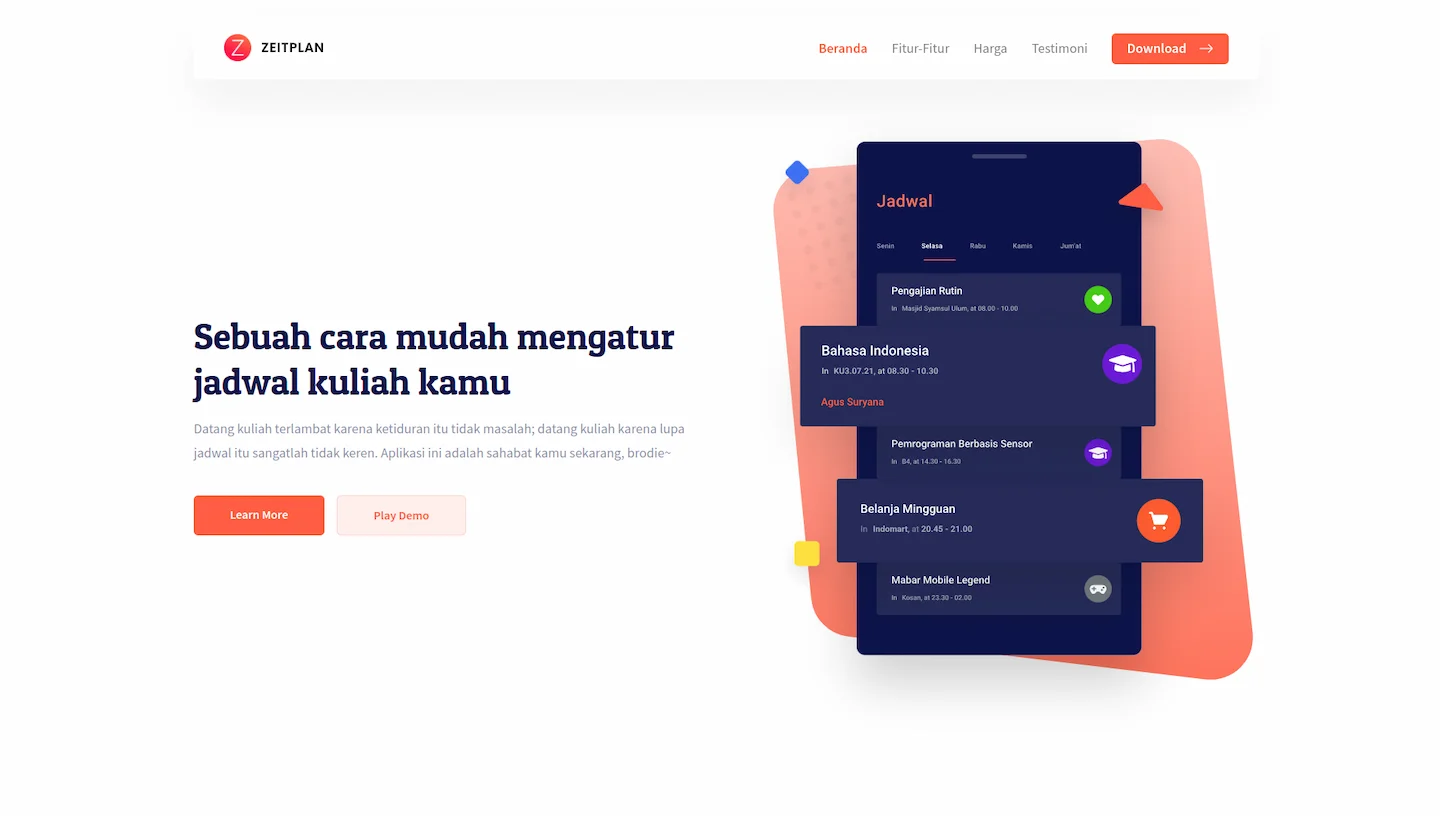 Z ZEITPLAN
Beranda Fitur-Fitur Harga Testimoni Download →
Sebuah cara mudah mengatur
jadwal kuliah kamu
Datang kuliah terlambat karena ketiduran itu tidak masalah; datang kuliah karena lupa
jadwal itu sangatlah tidak keren. Aplikasi ini adalah sahabat kamu sekarang, brodie~
Learn More Play Demo
Jadwal
Senin Selasa Rabu Kamis Jum'at
Pengajian Rutin
In Masjid Syamsul Ulum, at 08.00 - 10.00
Bahasa Indonesia
In KU3.07.21, at 08.30 - 10.30
Agus Suryana
Pemrograman Berbasis Sensor
In B4, at 14.30 - 16.30
Belanja Mingguan
In Indomart, at 20.45 - 21.00
Mabar Mobile Legend
In Kosan, at 23.30 - 02.00